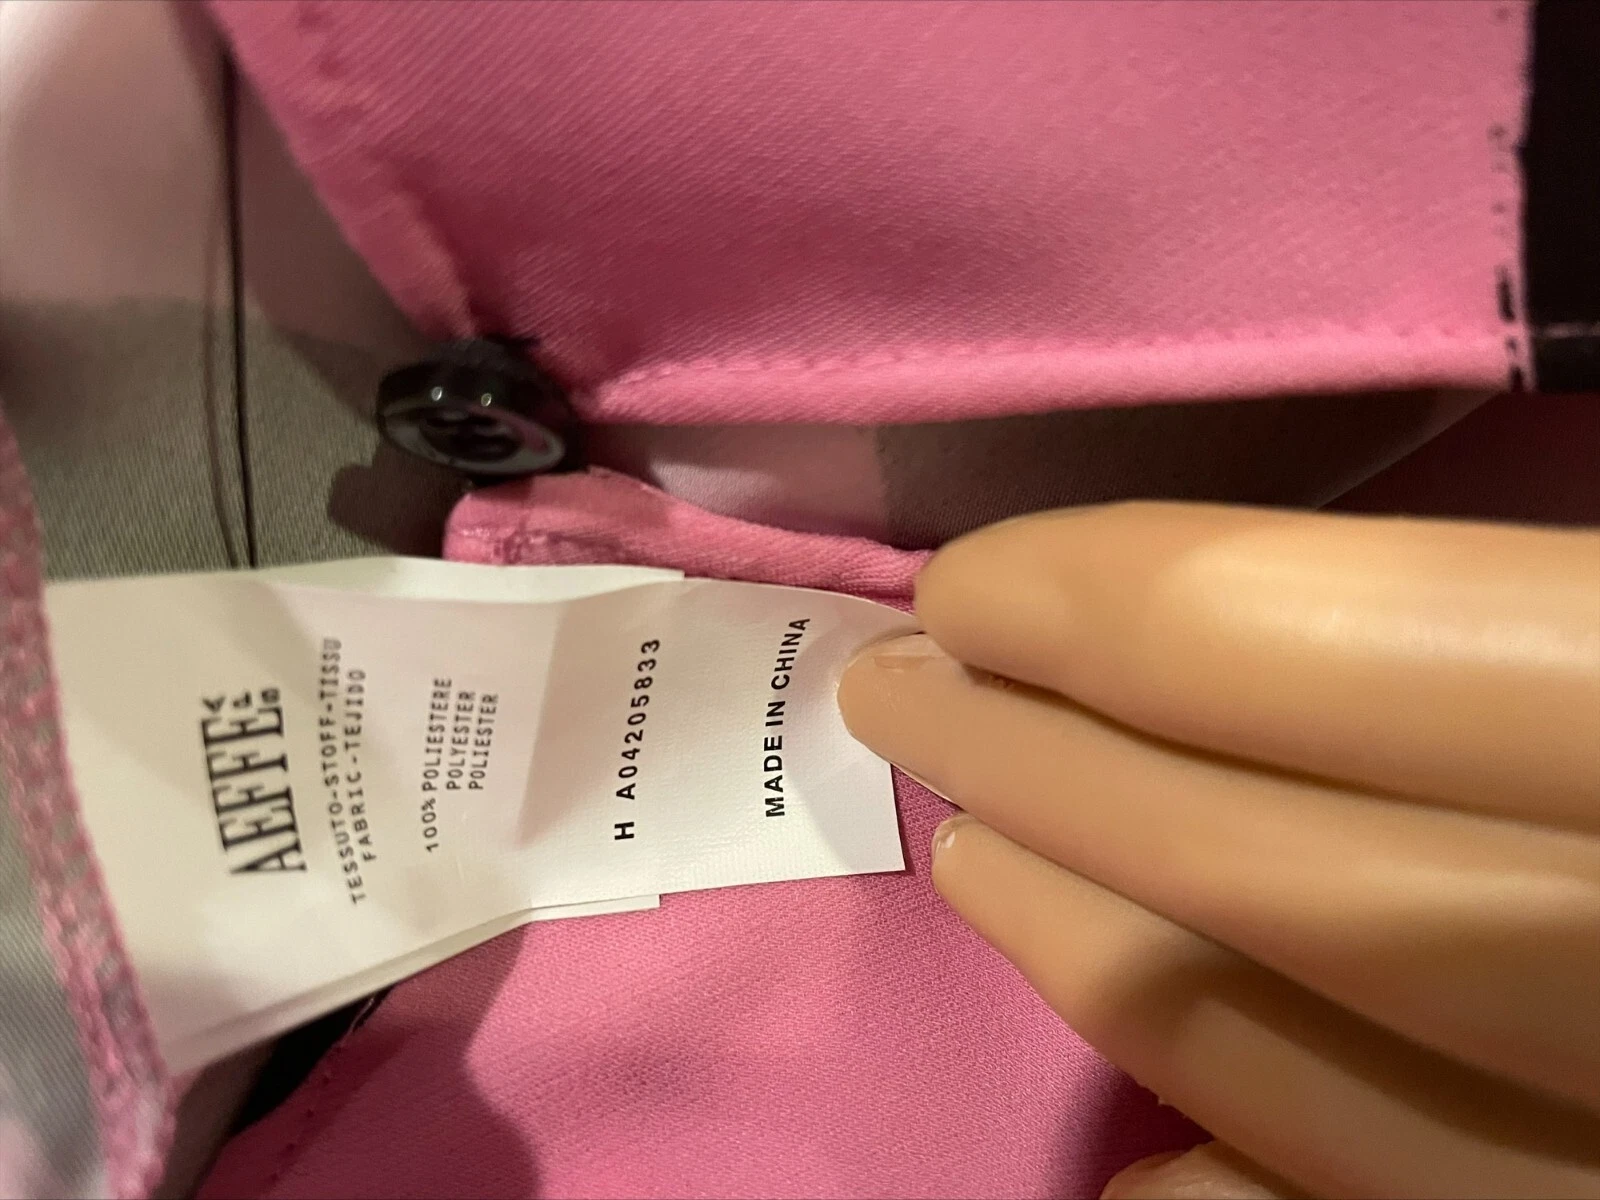 AEFFE
A
P
B
TESSUTO-STOFF-TISSU
FABRIC-TEJIDO
100% POLIESTERE
POLYESTER
POLIESTER
H A04205833
MADE IN CHINA